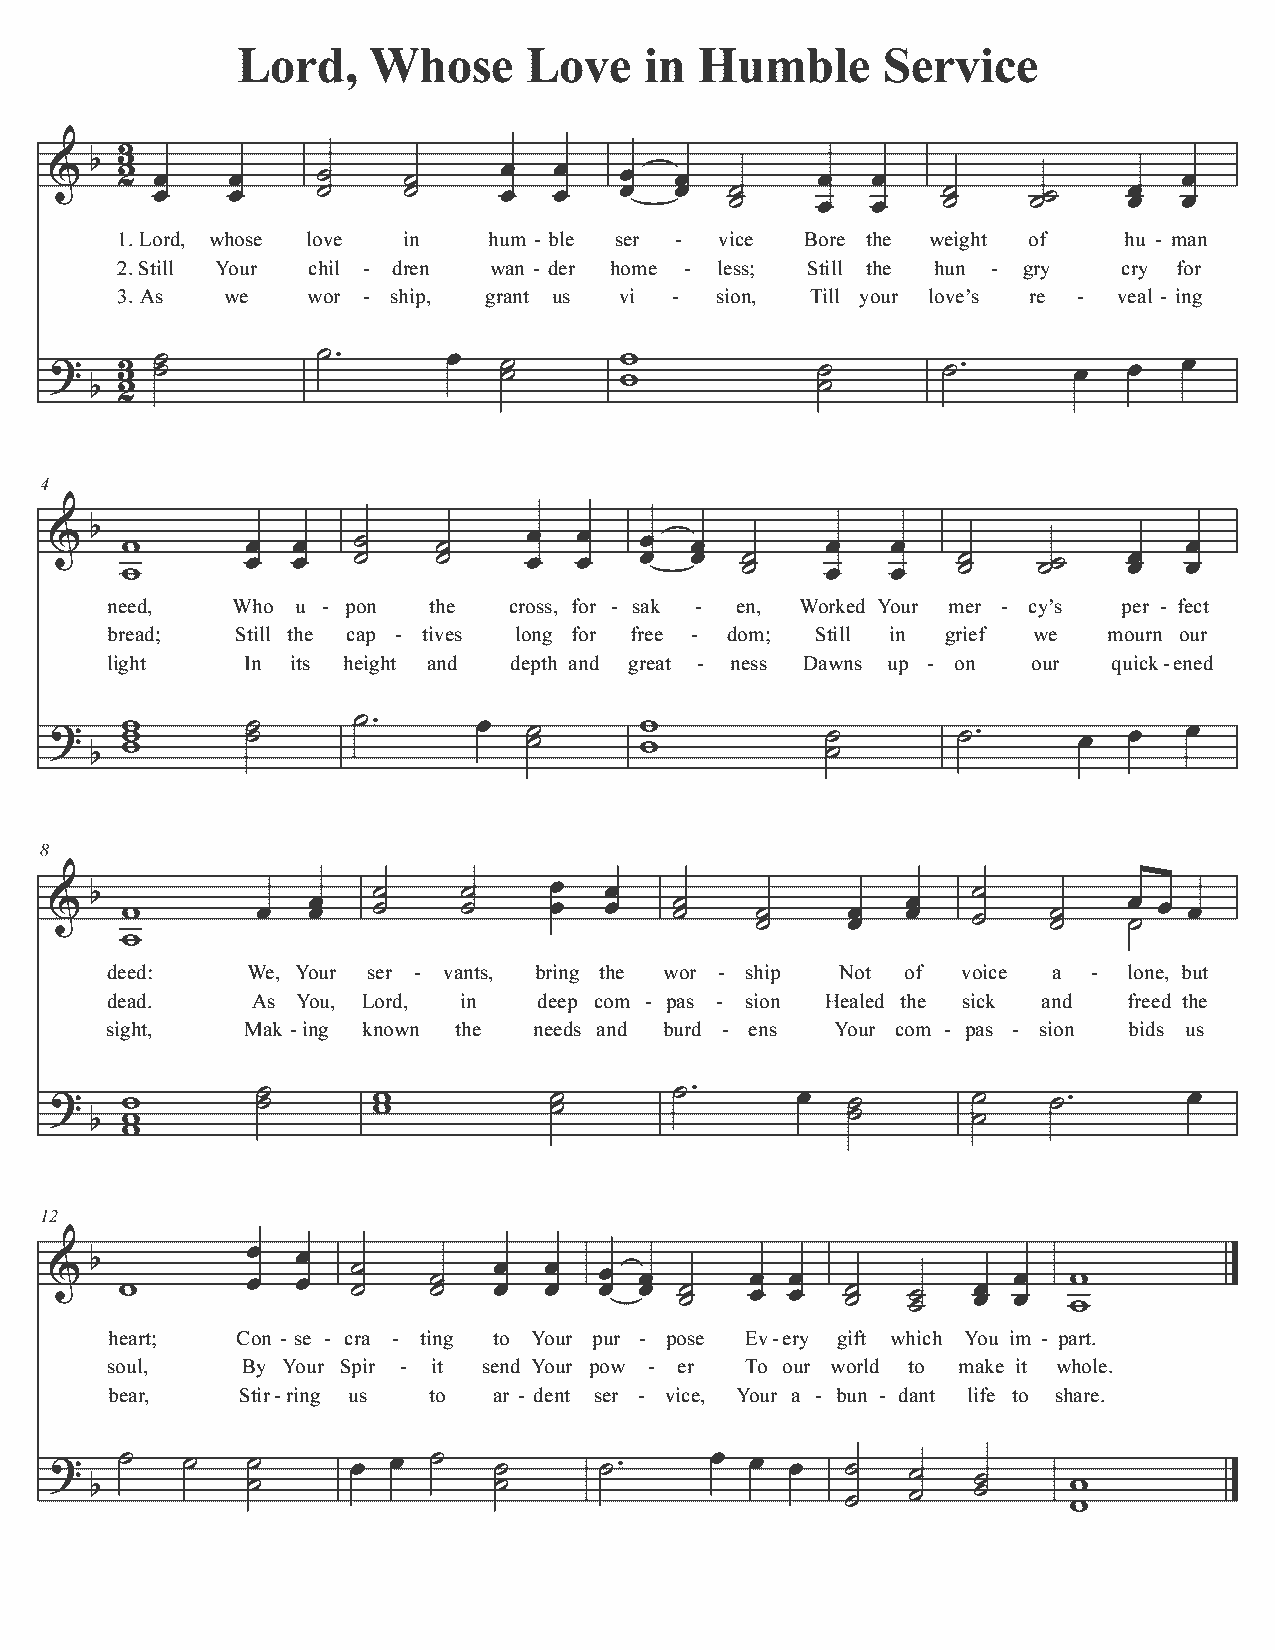 Lord, Whose Love in Humble Service
1. Lord, whose love in hum - ble ser - vice Bore the weight of hu - man
2. Still Your chil - dren wan - der home - less; Still the hun - gry cry for
3. As we wor - ship, grant us vi - sion, Till your love’s re - veal - ing
4
need, Who u - pon the cross, for - sak - en, Worked Your mer - cy’s per - fect
bread; Still the cap - tives long for free - dom; Still in grief we mourn our
light In its height and depth and great - ness Dawns up - on our quick - ened
8
deed: We, Your ser - vants, bring the wor - ship Not of voice a - lone, but
dead. As You, Lord, in deep com - pas - sion Healed the sick and freed the
sight, Mak - ing known the needs and burd - ens Your com - pas - sion bids us
12
heart; Con - se - cra - ting to Your pur - pose Ev - ery gift which You im - part.
soul, By Your Spir - it send Your pow - er To our world to make it whole.
bear, Stir - ring us to ar - dent ser - vice, Your a - bun - dant life to share.